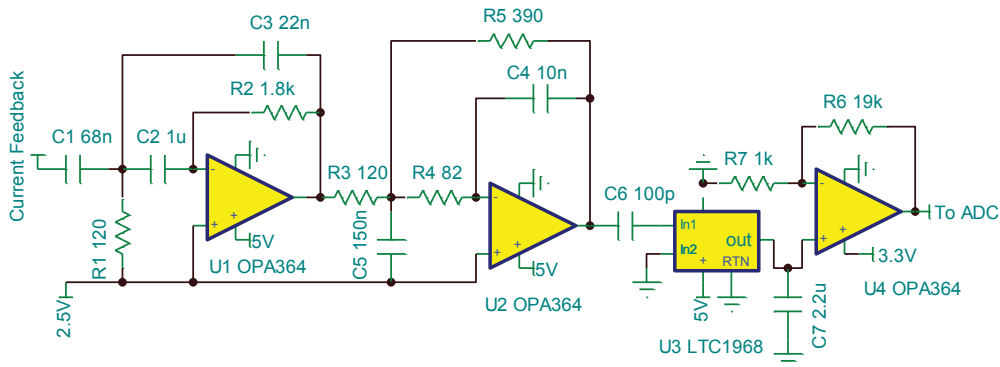 Current Feedback
C1 68n
C2 1u
C3 22n
R2 1.8k
R1 120
2.5V
-
+
+
5V
U1 OPA364
R3 120
C5 150n
R5 390
C4 10n
R4 82
-
+
+
5V
U2 OPA364
C6 100p
In1
In2
out
+
RTN
5V
U3 LTC1968
R7 1k
R6 19k
-
+
+
3.3V
U4 OPA364
C7 2.2u
To ADC